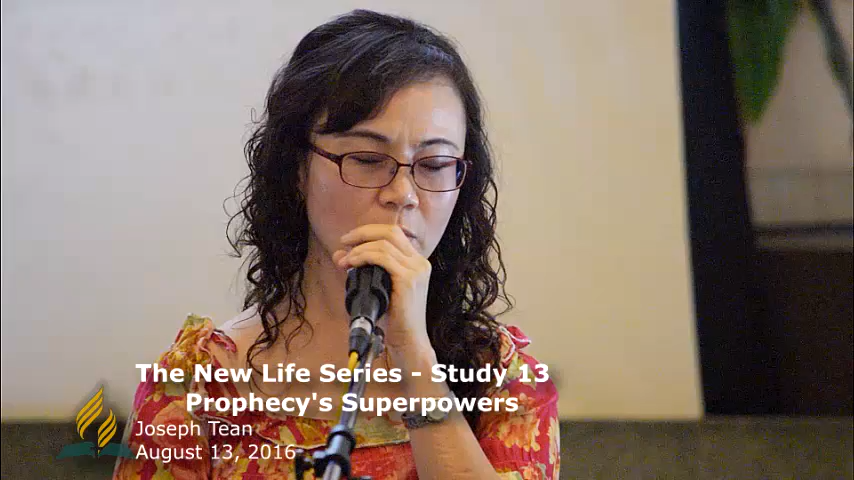 The New Life Series - Study 13
Prophecy's Superpowers
Joseph Tean
August 13, 2016